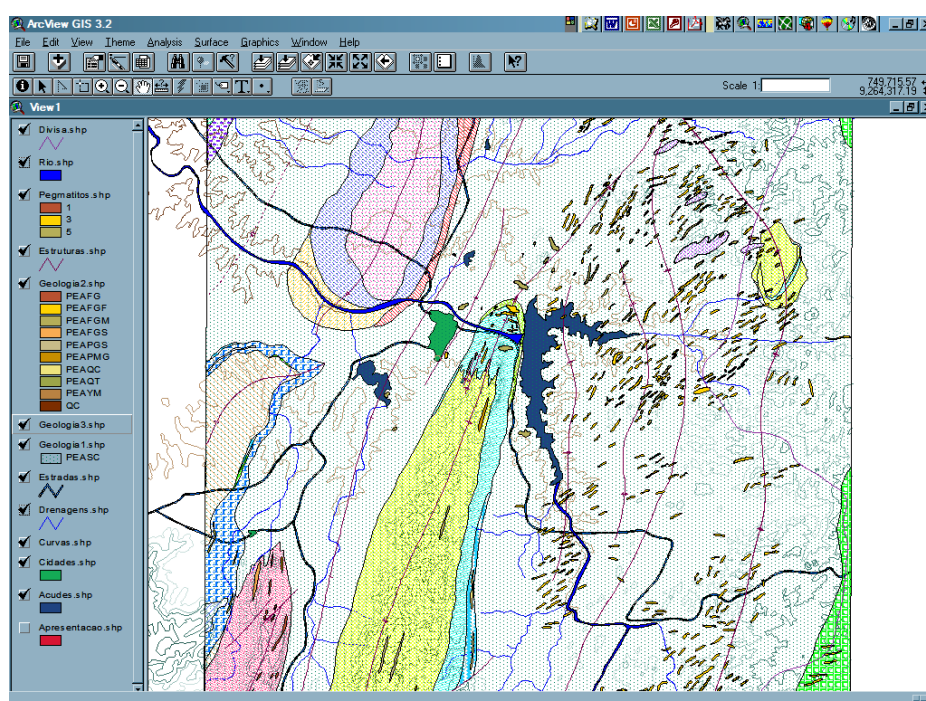 ArcView GIS 3.2
File Edit View Theme Analysis Surface Graphics Window Help
Scale 1:
749,715.57
9,264,317.19
View1
Divisa.shp
Rio.shp
Pegmatitos.shp
1
3
5
Estruturas.shp
Geologia2.shp
PEAFG
PEAFGF
PEAFGM
PEAFGS
PEAPGS
PEAPMG
PEAQC
PEAQT
PEAYM
QC
Geologia3.shp
Geologia1.shp
PEASC
Estradas.shp
Drenagens.shp
Curvas.shp
Cidades.shp
Acudes.shp
Apresentacao.shp